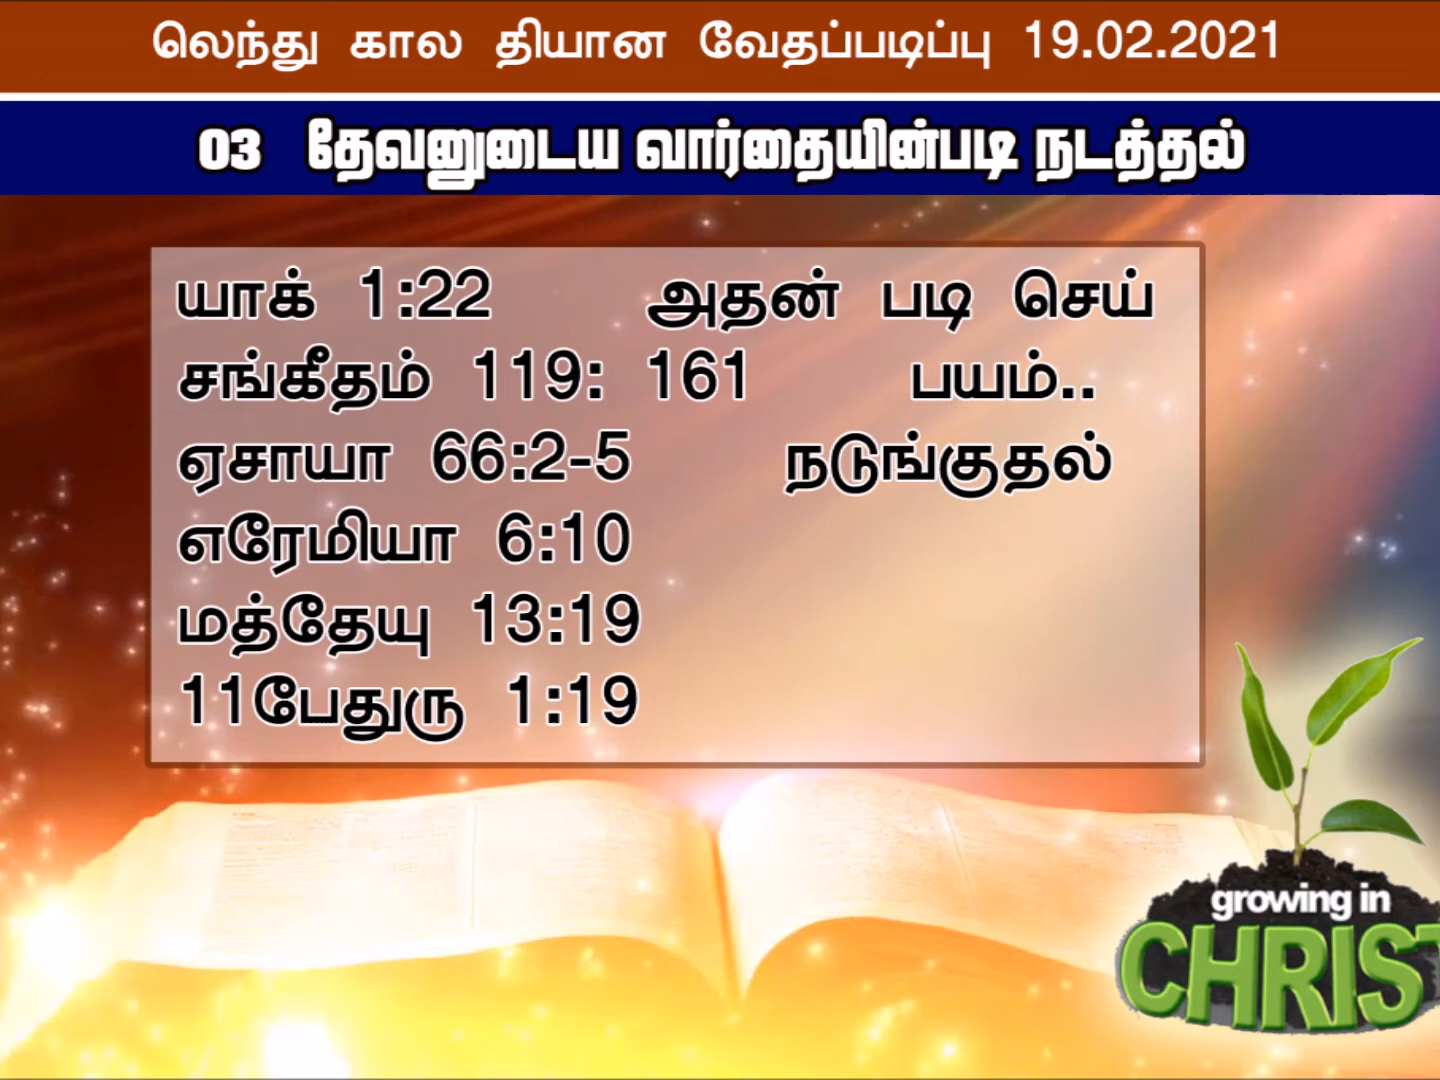 லெந்து கால தியான வேதப்படிப்பு 19.02.2021
03 தேவனுடைய வார்தையின்படி நடத்தல்
யாக் 1:22 அதன் படி செய்
சங்கீதம் 119: 161 பயம்..
ஏசாயா 66:2-5 நடுங்குதல்
எரேமியா 6:10
மத்தேயு 13:19
11பேதுரு 1:19
growing in
CHRIST